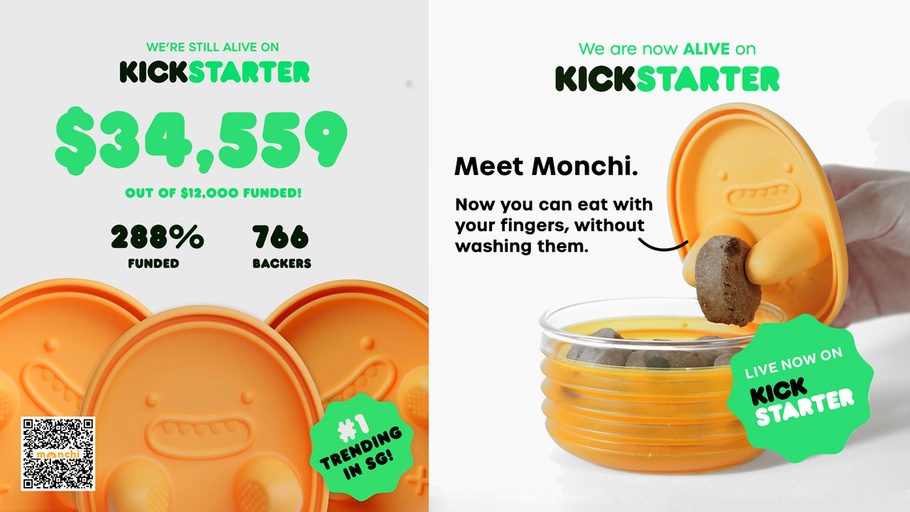 WE'RE STILL ALIVE ON
KICKSTARTER
$34,559
OUT OF $12,000 FUNDED!
288%
FUNDED
766
BACKERS
monchi
#1
TRENDING
IN SG!
We are now ALIVE on
KICKSTARTER
Meet Monchi.
Now you can eat with
your fingers, without
washing them.
LIVE NOW ON
KICK
STARTER